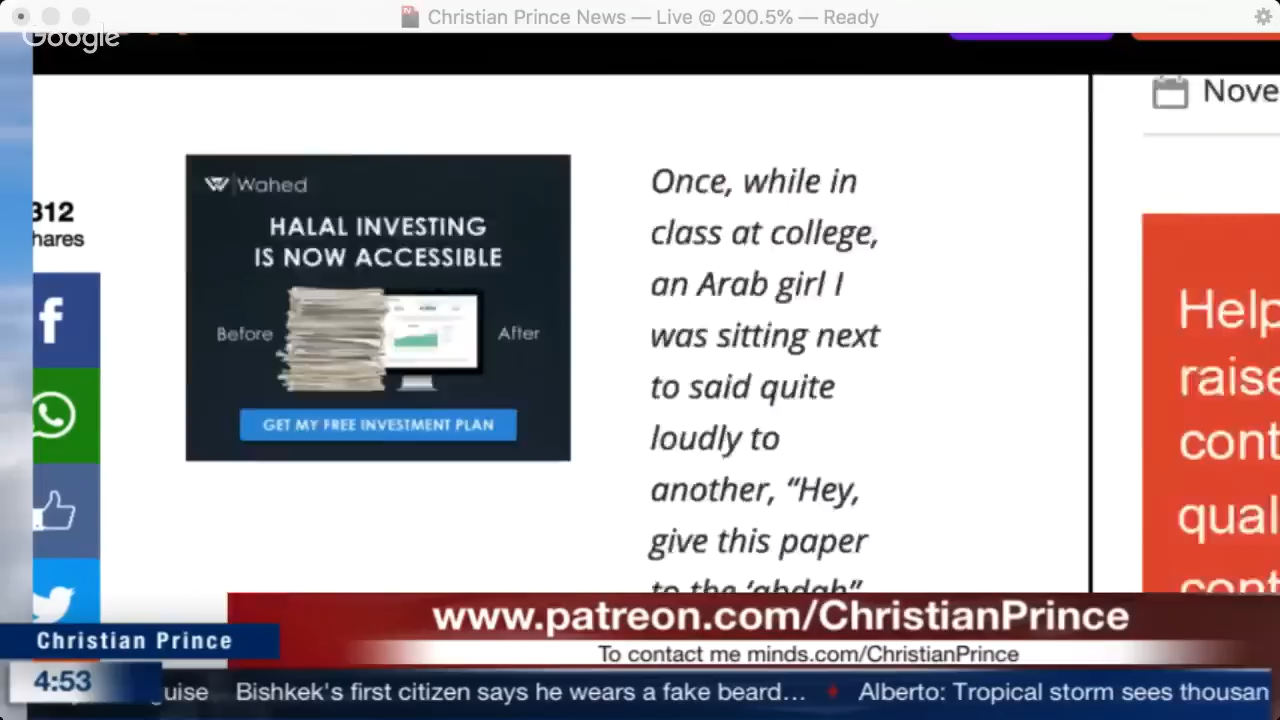 Christian Prince News — Live @ 200.5% — Ready
Google
Nove
312
hares
Wahed
HALAL INVESTING
IS NOW ACCESSIBLE
Before
After
GET MY FREE INVESTMENT PLAN
Once, while in
class at college,
an Arab girl I
was sitting next
to said quite
loudly to
another, “Hey,
give this paper
to the ‘abdah”
Help
raise
cont
qual
cont
www.patreon.com/ChristianPrince
To contact me minds.com/ChristianPrince
Christian Prince
4:53
uise Bishkek's first citizen says he wears a fake beard... Alberto: Tropical storm sees thousan